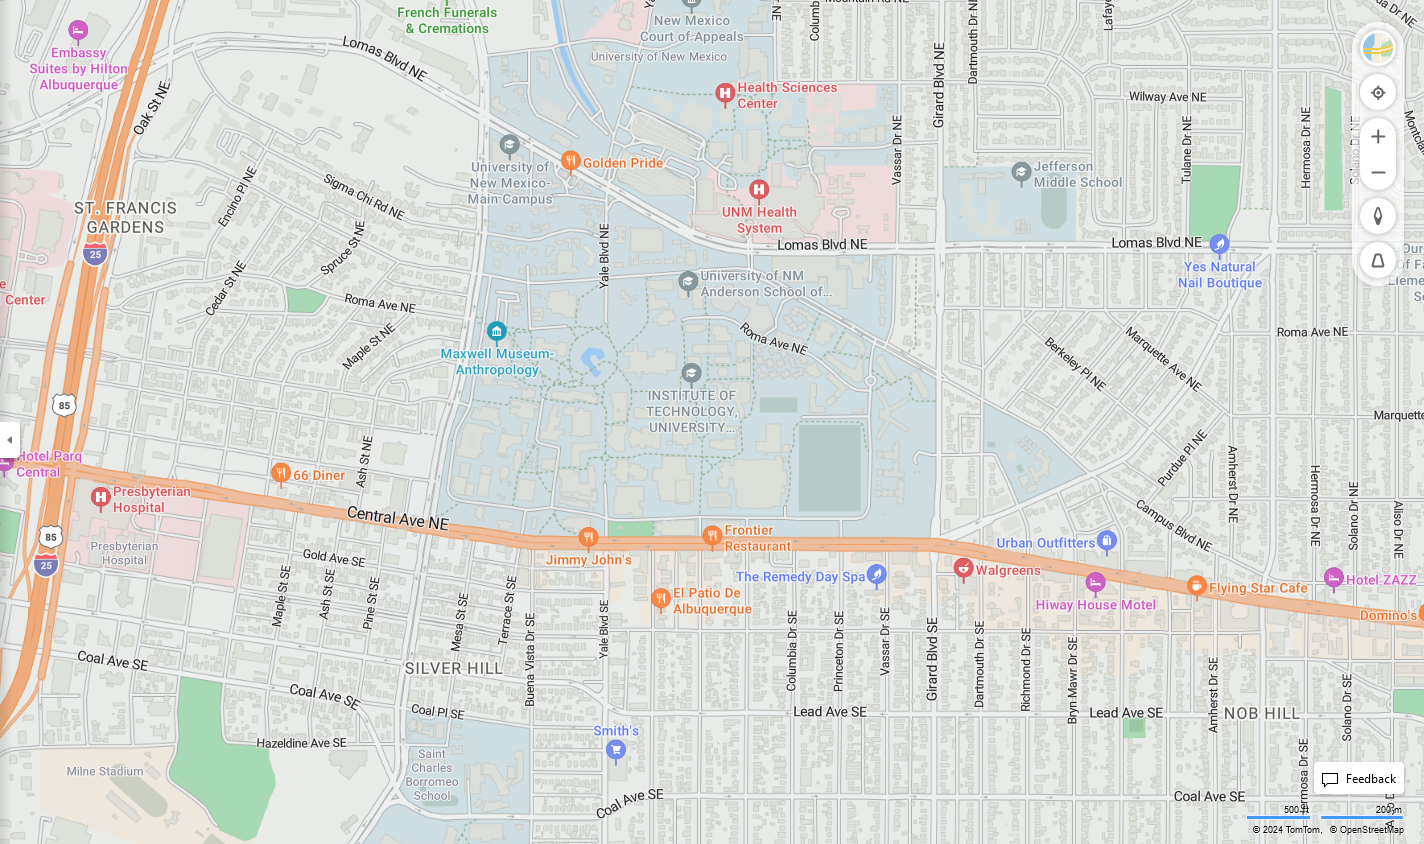 French Funerals
& Cremations
New Mexico
Court of Appeals
Mountain Rd NE
University of New Mexico
Embassy
Suites by Hilton
Albuquerque
Lomas Blvd NE
Oak St NE
Health Sciences
Center
Girard Blvd NE
Dartmouth Dr NE
Wilway Ave NE
Hermosa Dr NE
Solano Dr NE
Tulane Dr NE
Vassar Dr NE
Golden Pride
University of
New Mexico-
Main Campus
Jefferson
Middle School
UNM Health
System
ST. FRANCIS
GARDENS
Encino Pl NE
Sigma Chi Rd NE
Spruce St NE
Cedar St NE
Yale Blvd NE
Lomas Blvd NE
Lomas Blvd NE
25
Yes Natural
Nail Boutique
University of NM
Anderson School of...
Center
Roma Ave NE
Maple St NE
Maxwell Museum-
Anthropology
Roma Ave NE
Roma Ave NE
Marquette Ave NE
Berkeley Pl NE
INSTITUTE OF
TECHNOLOGY,
UNIVERSITY...
85
Marquette
Purdue Pl NE
Ash St NE
Amherst Dr NE
Hermosa Dr NE
Solano Dr NE
Aliso Dr NE
Hotel Parq
Central
66 Diner
Presbyterian
Hospital
Central Ave NE
Campus Blvd NE
85
Presbyterian
Hospital
25
Gold Ave SE
Frontier
Restaurant
Jimmy John's
Urban Outfitters
The Remedy Day Spa
Walgreens
Hiway House Motel
Flying Star Cafe
Hotel ZAZZ
Domino's
El Patio De
Albuquerque
Maple St SE
Ash St SE
Pine St SE
Mesa St SE
Terrace St SE
Buena Vista Dr SE
Yale Blvd SE
Columbia Dr SE
Princeton Dr SE
Vassar Dr SE
Girard Blvd SE
Dartmouth Dr SE
Richmond Dr SE
Bryn Mawr Dr SE
Amherst Dr SE
Solano Dr SE
Coal Ave SE
SILVER HILL
Coal Ave SE
Coal Pl SE
Lead Ave SE
Lead Ave SE
NOB HILL
Hazeldine Ave SE
Smith's
Milne Stadium
Saint
Charles
Borromeo
School
Hermosa Dr SE
Feedback
Coal Ave SE
Coal Ave SE
500 ft
200 m
© 2024 TomTom, © OpenStreetMap